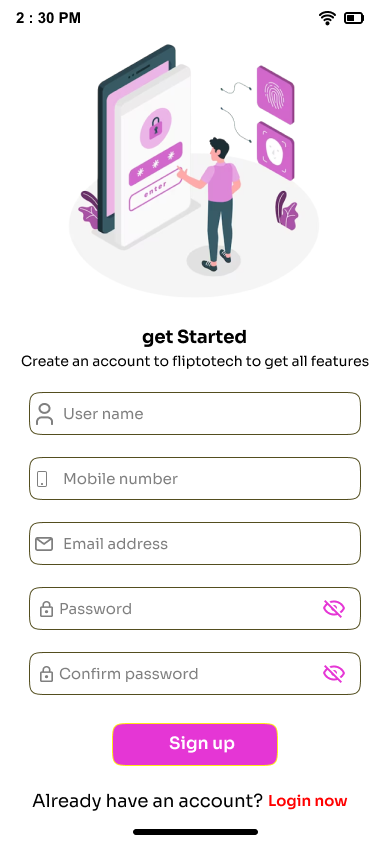 2 : 30 PM
* * *
enter
get Started
Create an account to fliptotech to get all features
User name
Mobile number
Email address
Password
Confirm password
Sign up
Already have an account? Login now